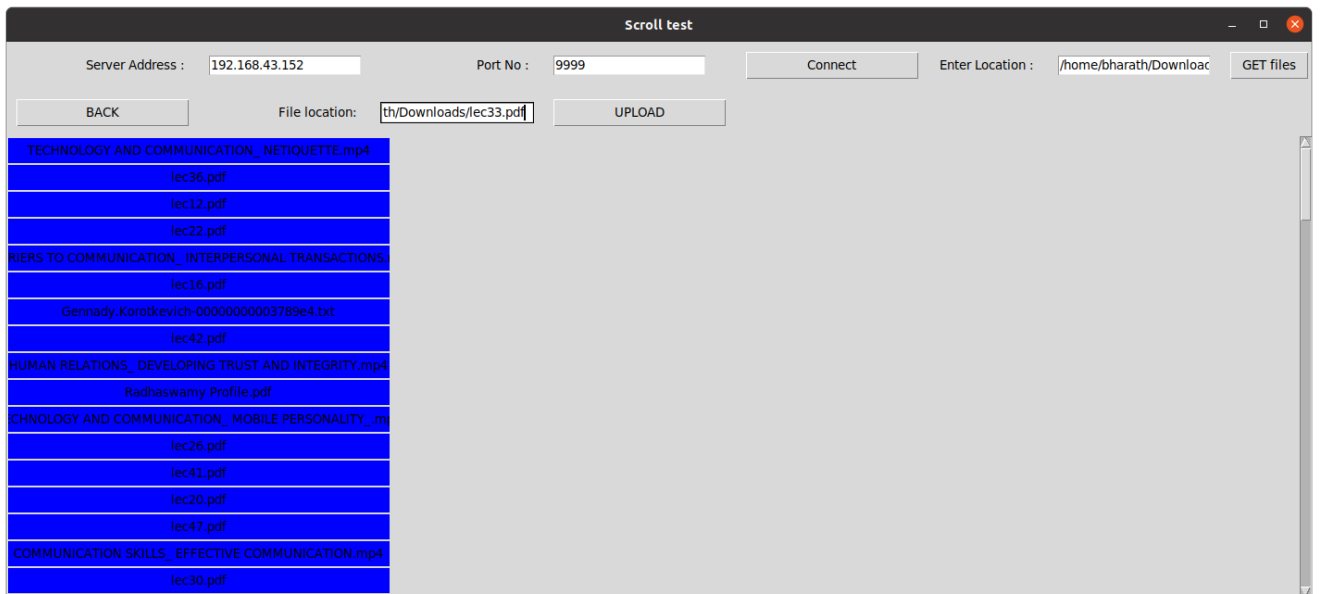 Scroll test
Server Address : 192.168.43.152 Port No : 9999 Connect Enter Location : /home/bharath/Downloac GET files
BACK File location: th/Downloads/lec33.pdf UPLOAD
TECHNOLOGY AND COMMUNICATION_ NETIQUETTE.mp4
lec36.pdf
lec12.pdf
lec22.pdf
RIERS TO COMMUNICATION_ INTERPERSONAL TRANSACTIONS.
lec16.pdf
Gennady.Korotkevich-00000000003789e4.txt
lec42.pdf
HUMAN RELATIONS_ DEVELOPING TRUST AND INTEGRITY.mp4
Radhaswamy Profile.pdf
ECHNOLOGY AND COMMUNICATION_ MOBILE PERSONALITY_.m
lec26.pdf
lec41.pdf
lec20.pdf
lec47.pdf
COMMUNICATION SKILLS_ EFFECTIVE COMMUNICATION.mp4
lec30.pdf